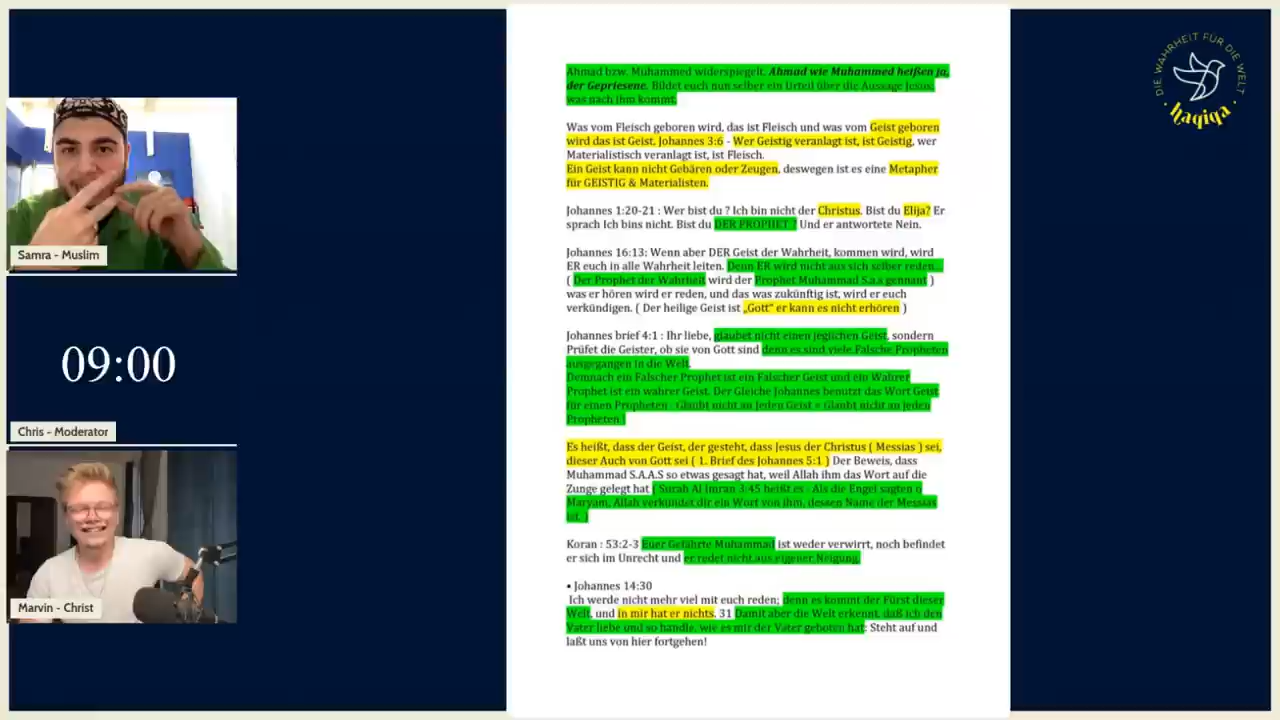 Samra - Muslim
09:00
Chris - Moderator
Marvin - Christ
Ahmad bzw. Muhammed widerspiegelt. Ahmad wie Muhammed heißen ja,
der Gepriesene. Bildet euch nun selber ein Urteil über die Aussage Jesus,
was nach ihm kommt.
Was vom Fleisch geboren wird, das ist Fleisch und was vom Geist geboren
wird das ist Geist. Johannes 3:6 - Wer Geistig veranlagt ist, ist Geistig, wer
Materialistisch veranlagt ist, ist Fleisch.
Ein Geist kann nicht Gebären oder Zeugen, deswegen ist es eine Metapher
für GEISTIG & Materialisten.
Johannes 1:20-21 : Wer bist du ? Ich bin nicht der Christus. Bist du Elija? Er
sprach Ich bins nicht. Bist du DER PROPHET ? Und er antwortete Nein.
Johannes 16:13: Wenn aber DER Geist der Wahrheit, kommen wird, wird
ER euch in alle Wahrheit leiten. Denn ER wird nicht aus sich selber reden...
( Der Prophet der Wahrheit wird der Prophet Muhammad S.a.s gennant )
was er hören wird er reden, und das was zukünftig ist, wird er euch
verkündigen. ( Der heilige Geist ist „Gott“ er kann es nicht erhören )
Johannes brief 4:1 : Ihr liebe, glaubet nicht einen jeglichen Geist, sondern
Prüfet die Geister, ob sie von Gott sind denn es sind viele Falsche Propheten
ausgegangen in die Welt.
Demnach ein Falscher Prophet ist ein Falscher Geist und ein Wahrer
Prophet ist ein wahrer Geist. Der Gleiche Johannes benutzt das Wort Geist
für einen Propheten - Glaubt nicht an Jeden Geist = Glaubt nicht an jeden
Propheten !
Es heißt, dass der Geist, der gesteht, dass Jesus der Christus ( Messias ) sei,
dieser Auch von Gott sei ( 1. Brief des Johannes 5:1 ) Der Beweis, dass
Muhammad S.A.A.S so etwas gesagt hat, weil Allah ihm das Wort auf die
Zunge gelegt hat ( Surah Al Imran 3:45 heißt es - Als die Engel sagten o
Maryam, Allah verkündet dir ein Wort von ihm, dessen Name der Messias
ist. )
Koran : 53:2-3 Euer Gefährte Muhammad ist weder verwirrt, noch befindet
er sich im Unrecht und er redet nicht aus eigener Neigung.
• Johannes 14:30
Ich werde nicht mehr viel mit euch reden; denn es kommt der Fürst dieser
Welt, und in mir hat er nichts. 31 Damit aber die Welt erkennt, daß ich den
Vater liebe und so handle, wie es mir der Vater geboten hat: Steht auf und
laßt uns von hier fortgehen!
DIE WAHRHEIT FÜR DIE WELT
haqiqa